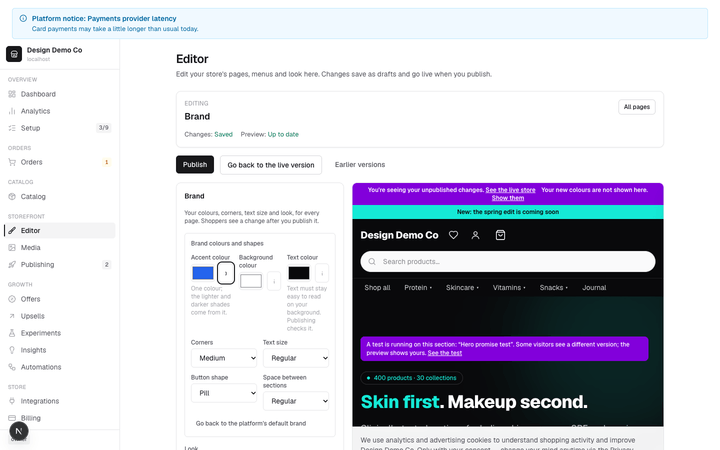 Platform notice: Payments provider latency
Card payments may take a little longer than usual today.
Design Demo Co
localhost
OVERVIEW
Dashboard
Analytics
Setup 3/9
ORDERS
Orders 1
CATALOG
Catalog
STOREFRONT
Editor
Media
Publishing 2
GROWTH
Offers
Upsells
Experiments
Insights
Automations
STORE
Integrations
Billing
N
Editor
Edit your store's pages, menus and look here. Changes save as drafts and go live when you publish.
EDITING
Brand
All pages
Changes: Saved Preview: Up to date
Publish
Go back to the live version
Earlier versions
Brand
Your colours, corners, text size and look, for every
page. Shoppers see a change after you publish it.
Brand colours and shapes
Accent colour
One colour;
the lighter and
darker shades
come from it.
Background
colour
Text colour
Text must stay
easy to read
on your
background.
Publishing
checks it.
Corners
Medium
Text size
Regular
Button shape
Pill
Space between
sections
Regular
Go back to the platform's default brand
Look
You're seeing your unpublished changes. See the live store Your new colours are not shown here.
Show them
New: the spring edit is coming soon
Design Demo Co
Search products...
Shop all Protein Skincare Vitamins Snacks Journal
A test is running on this section: "Hero promise test". Some visitors see a different version; the
preview shows yours. See the test
400 products · 30 collections
Skin first. Makeup second.
We use analytics and advertising cookies to understand shopping activity and improve